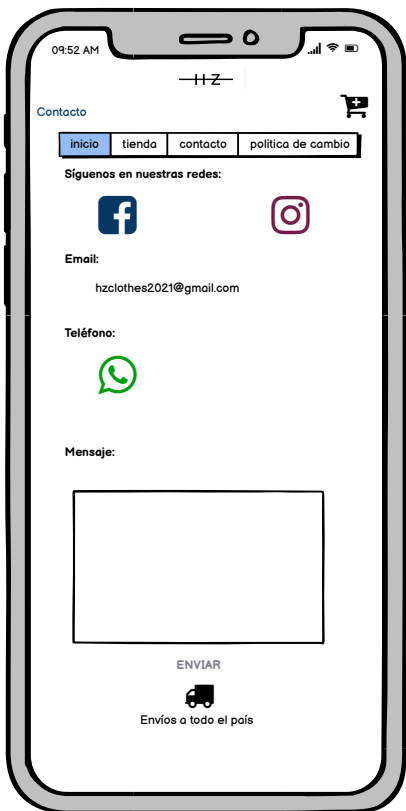 09:52 AM
HZ
Contacto
inicio tienda contacto politica de cambio
Síguenos en nuestras redes:
Email:
hzclothes2021@gmail.com
Teléfono:
Mensaje:
ENVIAR
Envíos a todo el país